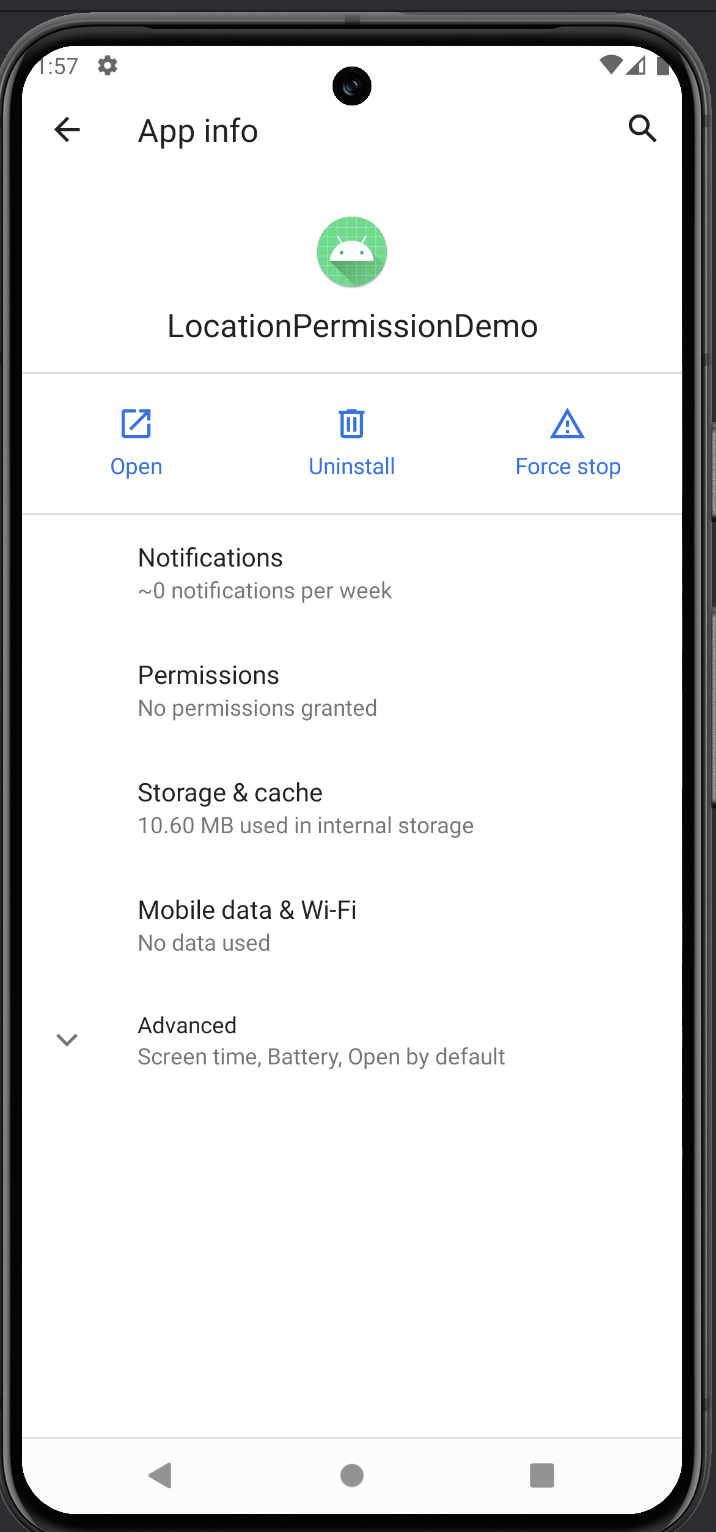 1:57
App info
LocationPermissionDemo
Open
Uninstall
Force stop
Notifications
~0 notifications per week
Permissions
No permissions granted
Storage & cache
10.60 MB used in internal storage
Mobile data & Wi-Fi
No data used
Advanced
Screen time, Battery, Open by default